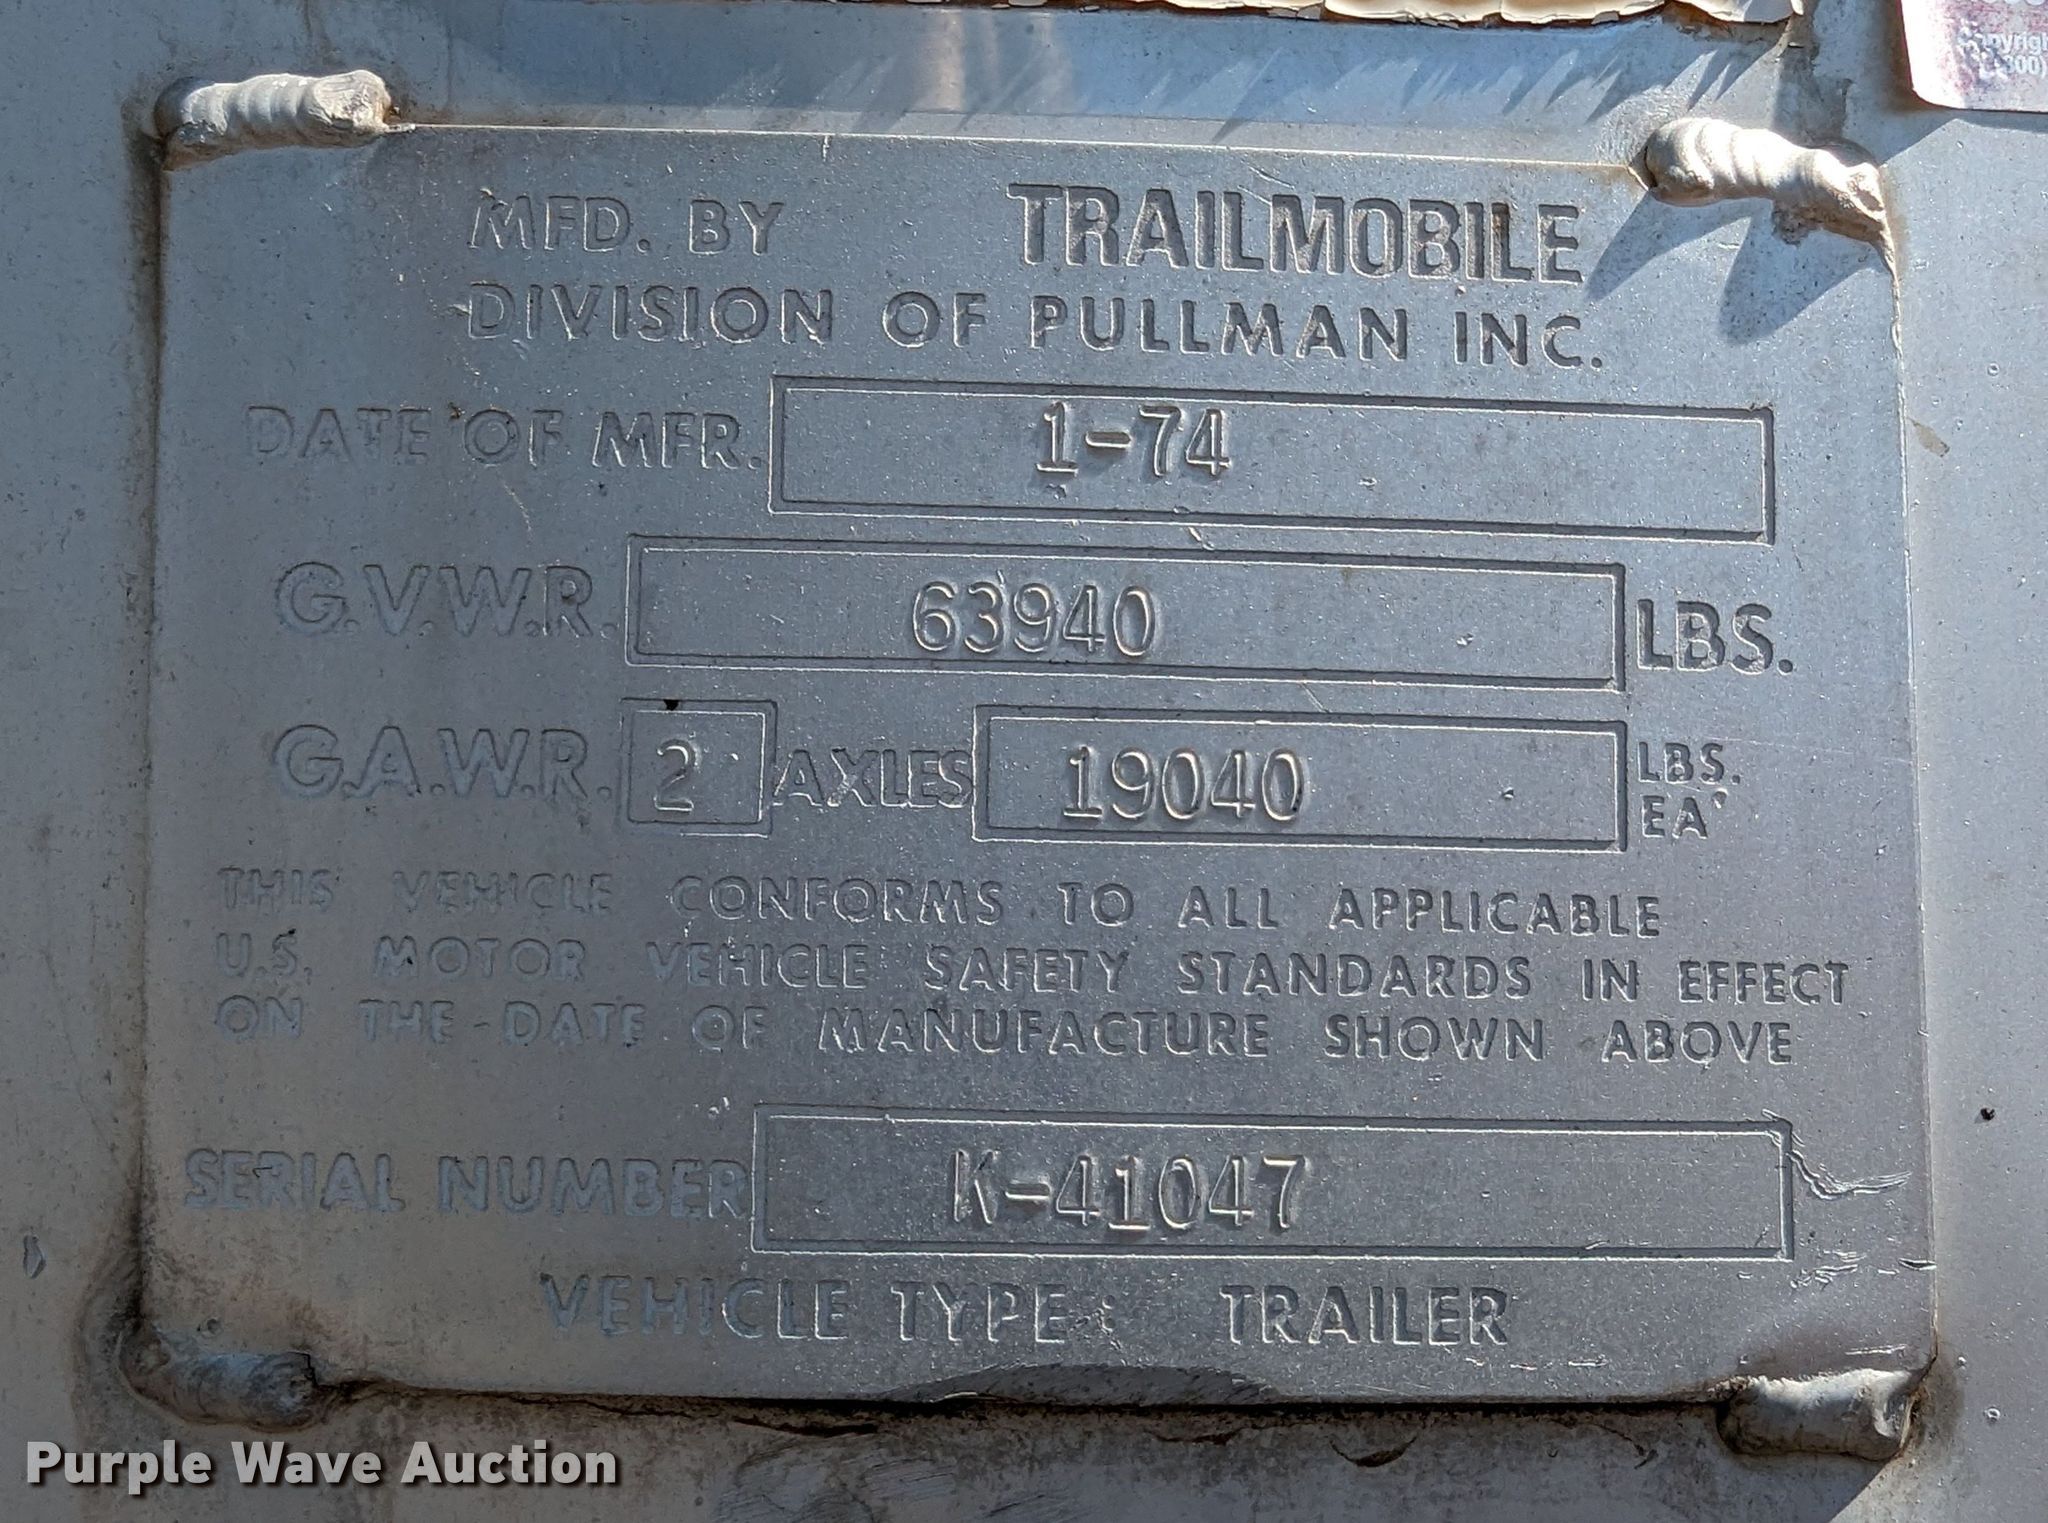 MFD. BY TRAILMOBILE
DIVISION OF PULLMAN INC.
DATE OF MFR. 1-74
G.V.W.R. 63940 LBS.
G.A.W.R. 2 AXLES 19040 LBS. EA.
THIS VEHICLE CONFORMS TO ALL APPLICABLE
U.S. MOTOR VEHICLE SAFETY STANDARDS IN EFFECT
ON THE DATE OF MANUFACTURE SHOWN ABOVE
SERIAL NUMBER K-41047
VEHICLE TYPE: TRAILER
Purple Wave Auction